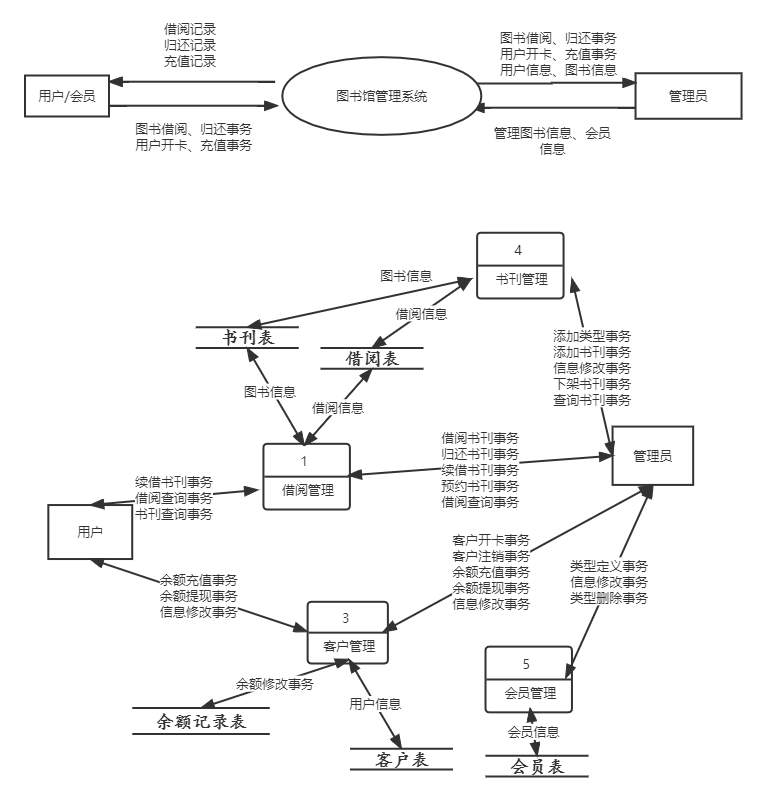 借阅记录
归还记录
充值记录
图书借阅、归还事务
用户开卡、充值事务
用户信息、图书信息
用户/会员
图书馆管理系统
管理员
图书借阅、归还事务
用户开卡、充值事务
管理图书信息、会员
信息
4
书刊管理
图书信息
借阅信息
书刊表
借阅表
添加类型事务
添加书刊事务
信息修改事务
下架书刊事务
查询书刊事务
图书信息
借阅信息
1
借阅管理
借阅书刊事务
归还书刊事务
续借书刊事务
预约书刊事务
借阅查询事务
管理员
续借书刊事务
借阅查询事务
书刊查询事务
用户
客户开卡事务
客户注销事务
余额充值事务
余额提现事务
信息修改事务
类型定义事务
信息修改事务
类型删除事务
余额充值事务
余额提现事务
信息修改事务
3
客户管理
5
会员管理
余额修改事务
用户信息
余额记录表
客户表
会员信息
会员表